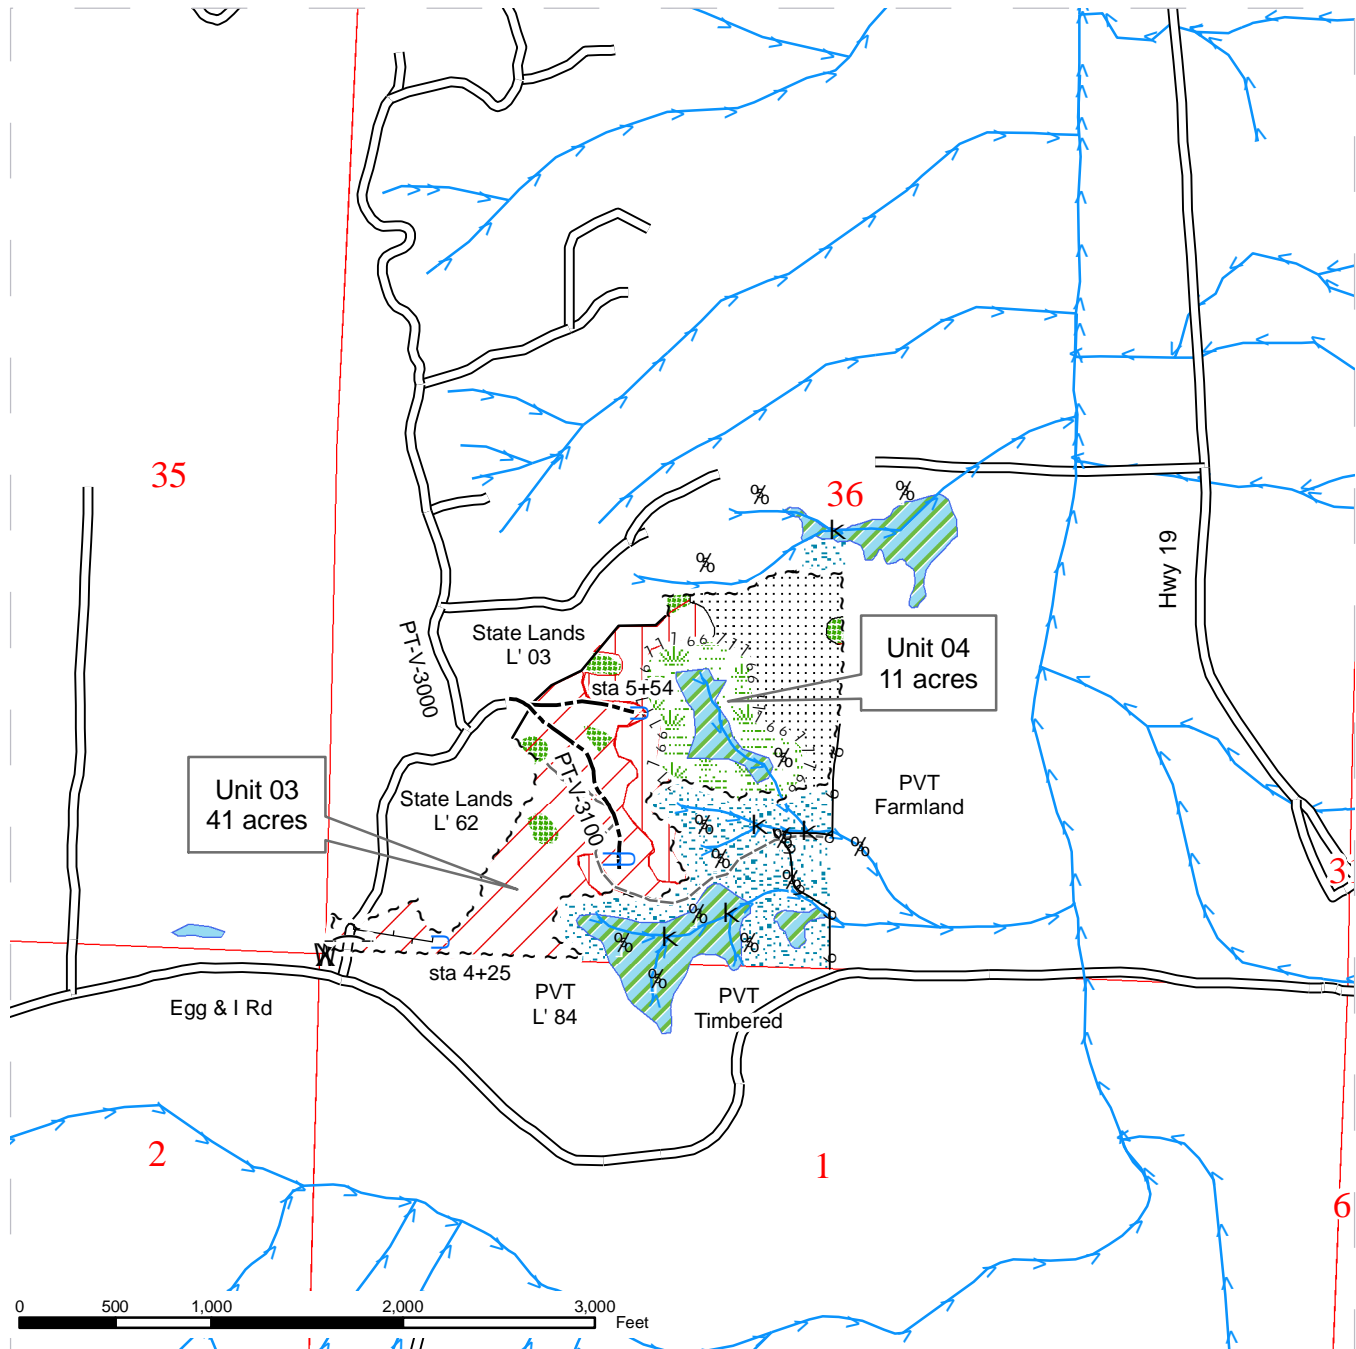 35
36
Hwy 19
State Lands
L' 03
PT-V-3000
sta 5+54
Unit 04
11 acres
Unit 03
41 acres
State Lands
L' 62
PT-V-3100
PVT
Farmland
3
sta 4+25
Egg & I Rd
PVT
L' 84
PVT
Timbered
2
1
6
0 500 1,000 2,000 3,000
Feet